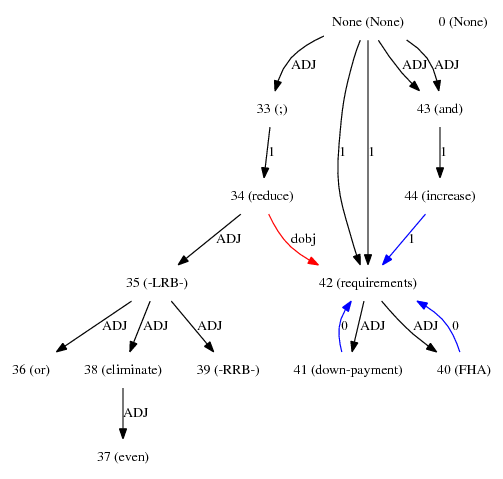 None (None) 0 (None)
ADJ ADJ ADJ
33 (;) 43 (and)
1 1 1 1
34 (reduce) 44 (increase)
ADJ dobj 1
35 (-LRB-) 42 (requirements)
ADJ ADJ ADJ 0 ADJ ADJ 0
36 (or) 38 (eliminate) 39 (-RRB-) 41 (down-payment) 40 (FHA)
ADJ
37 (even)